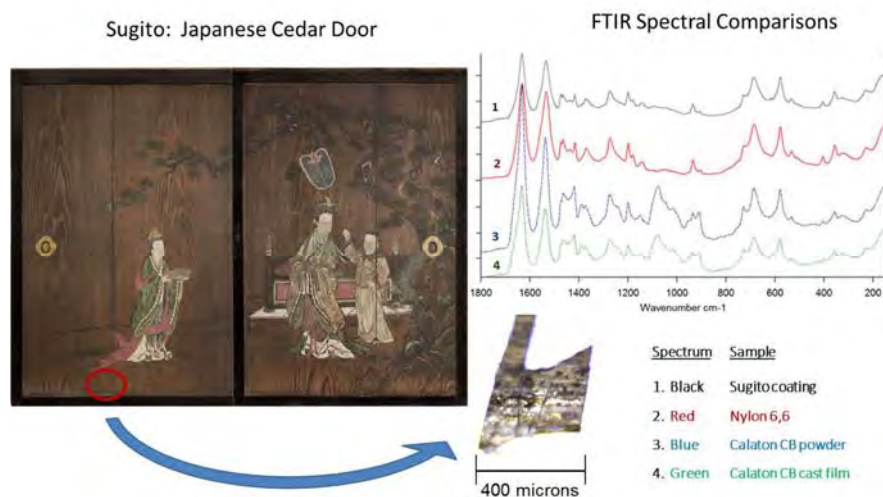 Sugito: Japanese Cedar Door
FTIR Spectral Comparisons
1
2
3
4
1800 1600 1400 1200 1000 800 600 400 200
Wavenumber cm-1
400 microns
Spectrum Sample
1. Black Sugito coating
2. Red Nylon 6,6
3. Blue Calaton CB powder
4. Green Calaton CB cast film